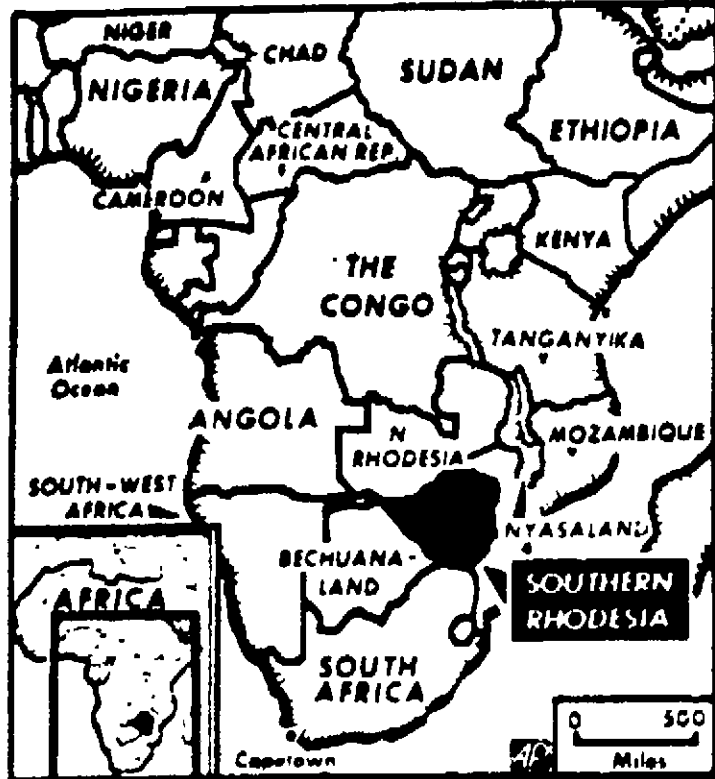 NIGER
CHAD
SUDAN
NIGERIA
ETHIOPIA
CENTRAL
AFRICAN REP.
CAMEROON
KENYA
THE
CONGO
TANGANYIKA
Atlantic
Ocean
ANGOLA
N
RHODESIA
MOZAMBIQUE
SOUTH-WEST
AFRICA
NYASALAND
BECHUANA-
LAND
SOUTHERN
RHODESIA
AFRICA
SOUTH
AFRICA
Capetown
AP
0 500
Miles